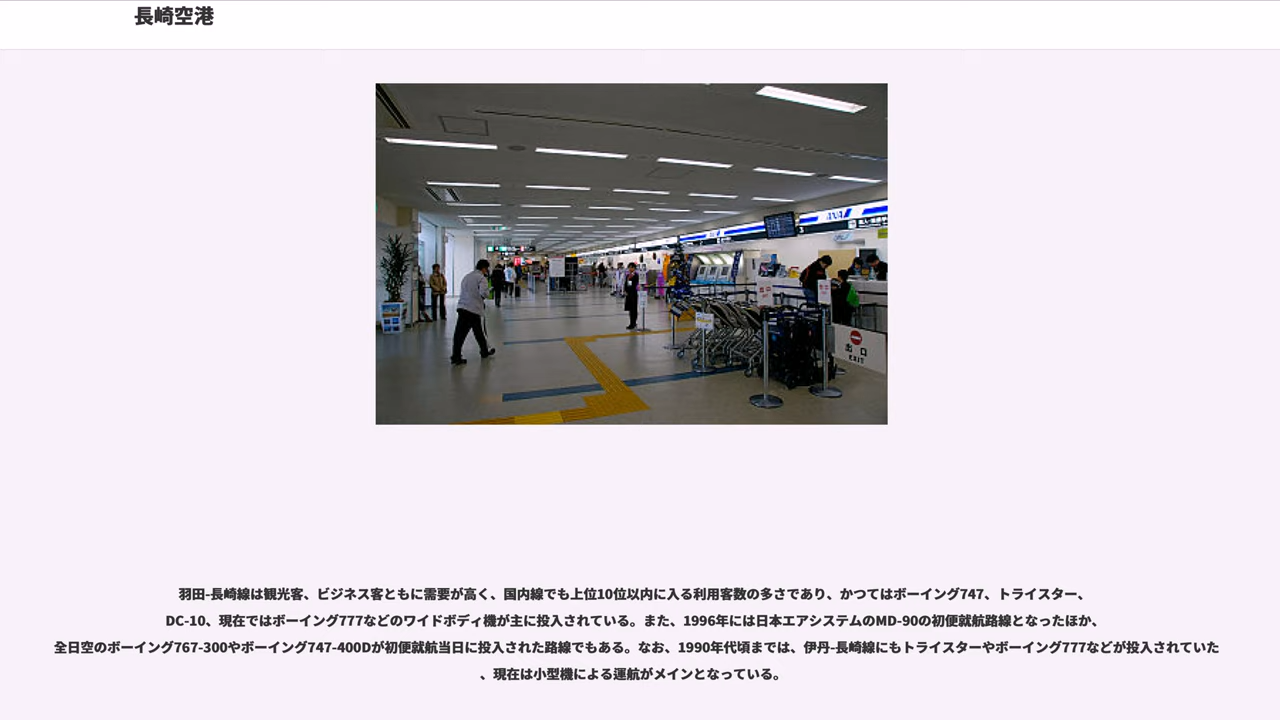 長崎空港
ANA
出口
出口
出 口
EXIT
羽田-長崎線は観光客、ビジネス客ともに需要が高く、国内線でも上位10位以内に入る利用客数の多さであり、かつてはボーイング747、トライスター、
DC-10、現在ではボーイング777などのワイドボディ機が主に投入されている。また、1996年には日本エアシステムのMD-90の初便就航路線となったほか、
全日空のボーイング767-300やボーイング747-400Dが初便就航当日に投入された路線でもある。なお、1990年代頃までは、伊丹-長崎線にもトライスターやボーイング777などが投入されていた
、現在は小型機による運航がメインとなっている。